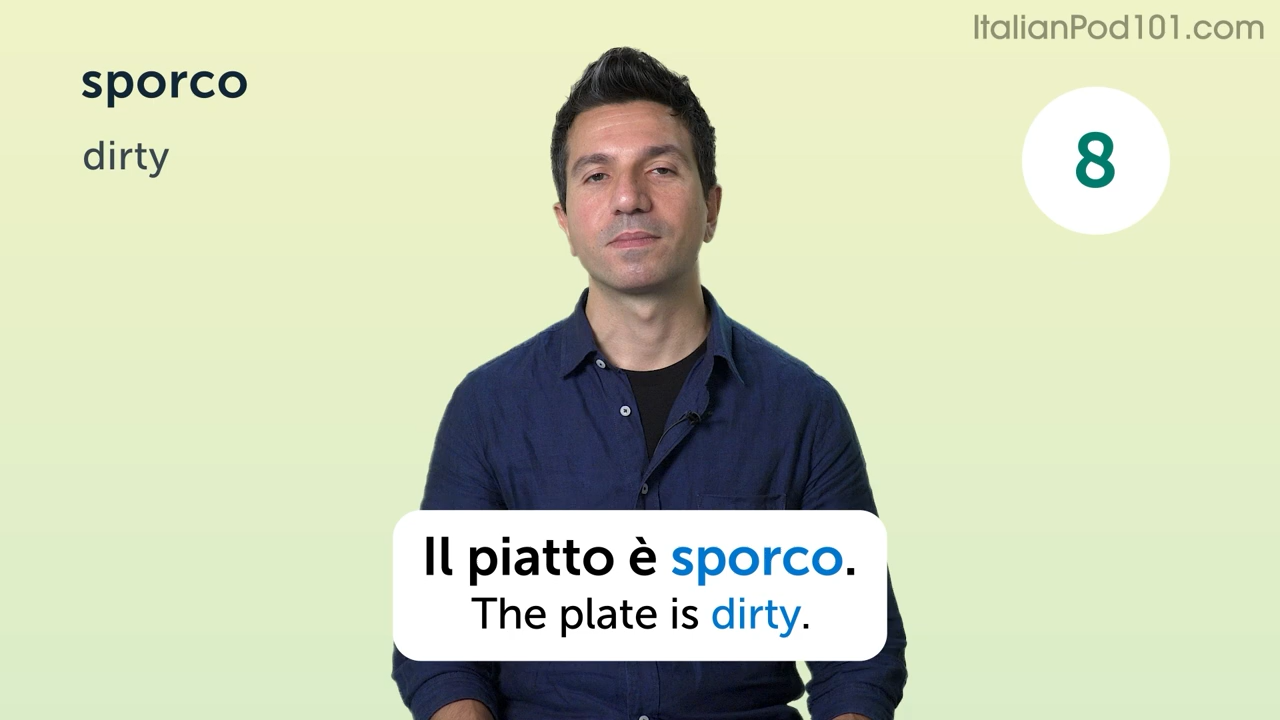 ItalianPod101.com
sporco
dirty
8
Il piatto è sporco.
The plate is dirty.